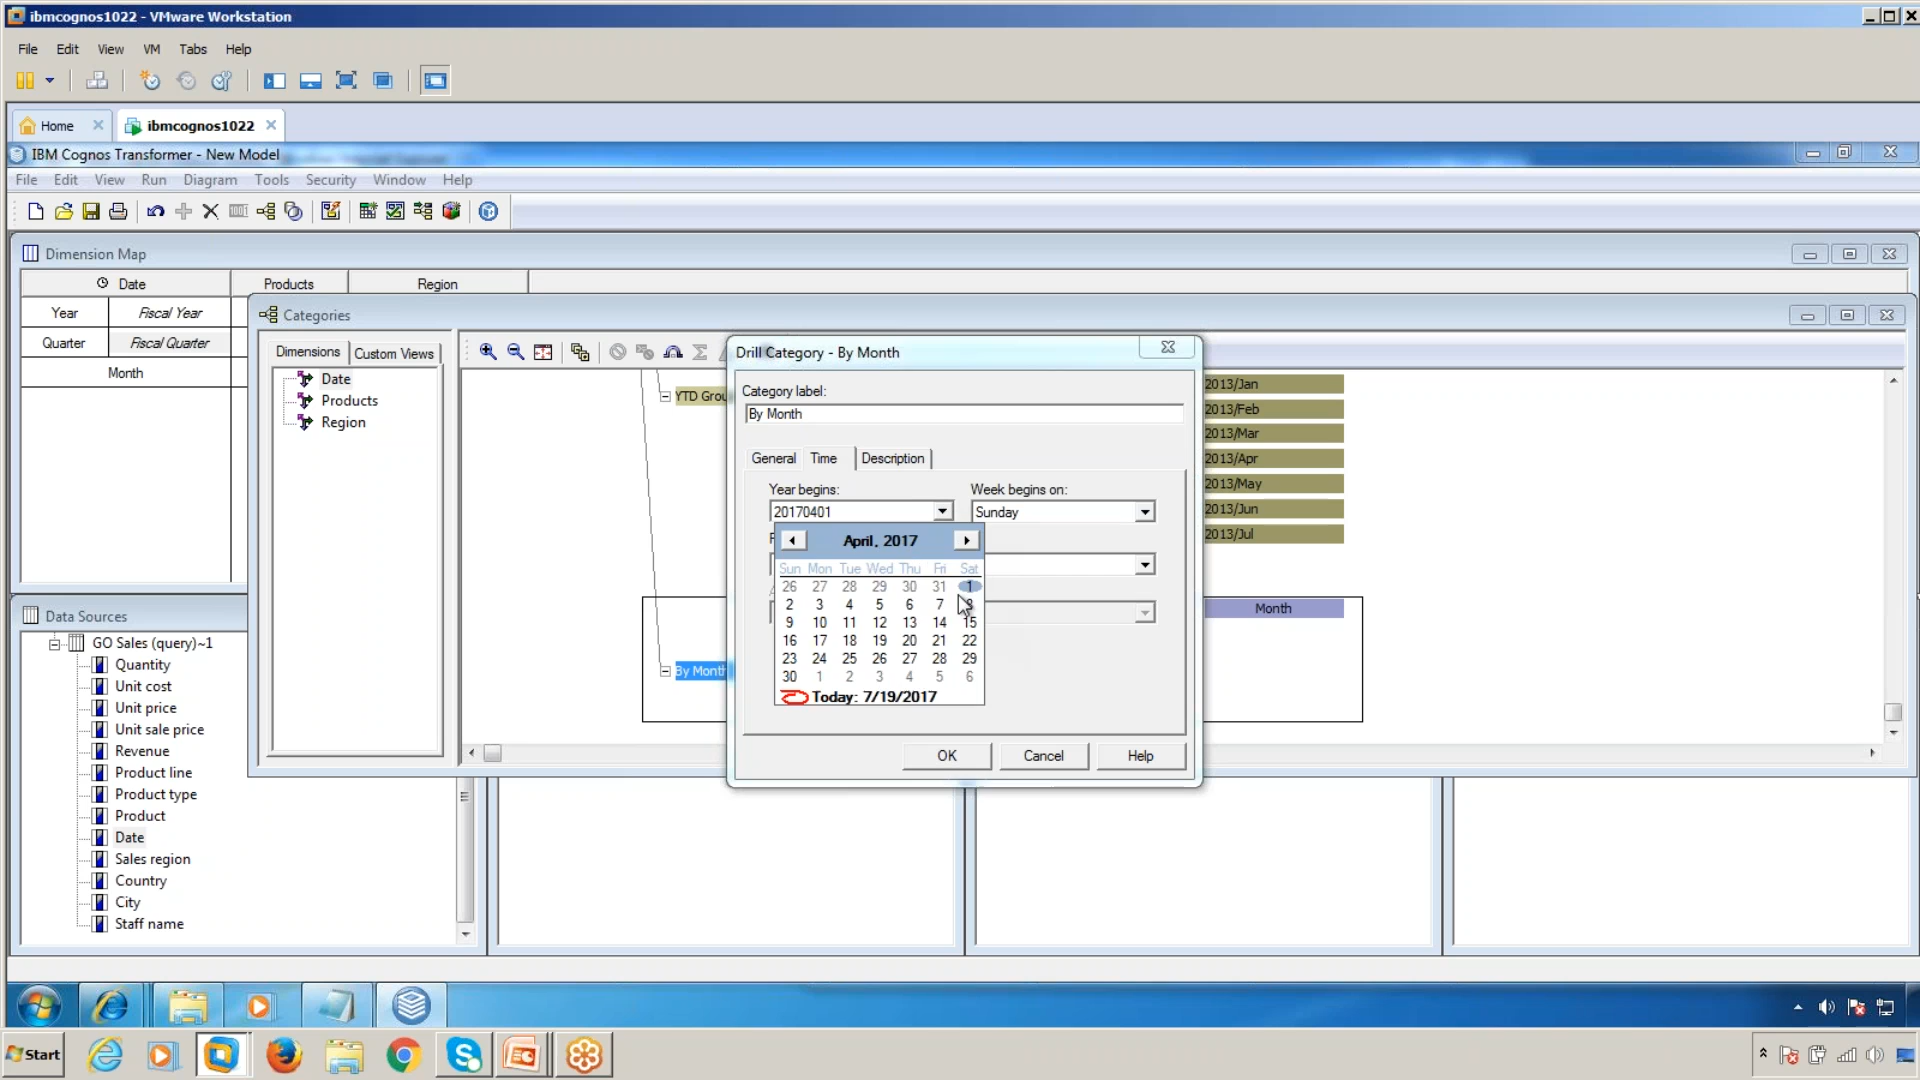 ibmcognos1022 - VMware Workstation
File Edit View VM Tabs Help
Home ibmcognos1022
IBM Cognos Transformer - New Model
File Edit View Run Diagram Tools Security Window Help
Dimension Map
Date Products Region
Year Fiscal Year
Quarter Fiscal Quarter
Month
Categories
Dimensions Custom Views
Date
Products
Region
YTD Grou
By Month
2013/Jan
2013/Feb
2013/Mar
2013/Apr
2013/May
2013/Jun
2013/Jul
Month
Drill Category - By Month
Category label:
By Month
General Time Description
Year begins: Week begins on:
20170401 Sunday
April, 2017
Sun Mon Tue Wed Thu Fri Sat
26 27 28 29 30 31 1
2 3 4 5 6 7 8
9 10 11 12 13 14 15
16 17 18 19 20 21 22
23 24 25 26 27 28 29
30 1 2 3 4 5 6
Today: 7/19/2017
OK Cancel Help
Data Sources
GO Sales (query)~1
Quantity
Unit cost
Unit price
Unit sale price
Revenue
Product line
Product type
Product
Date
Sales region
Country
City
Staff name
Start